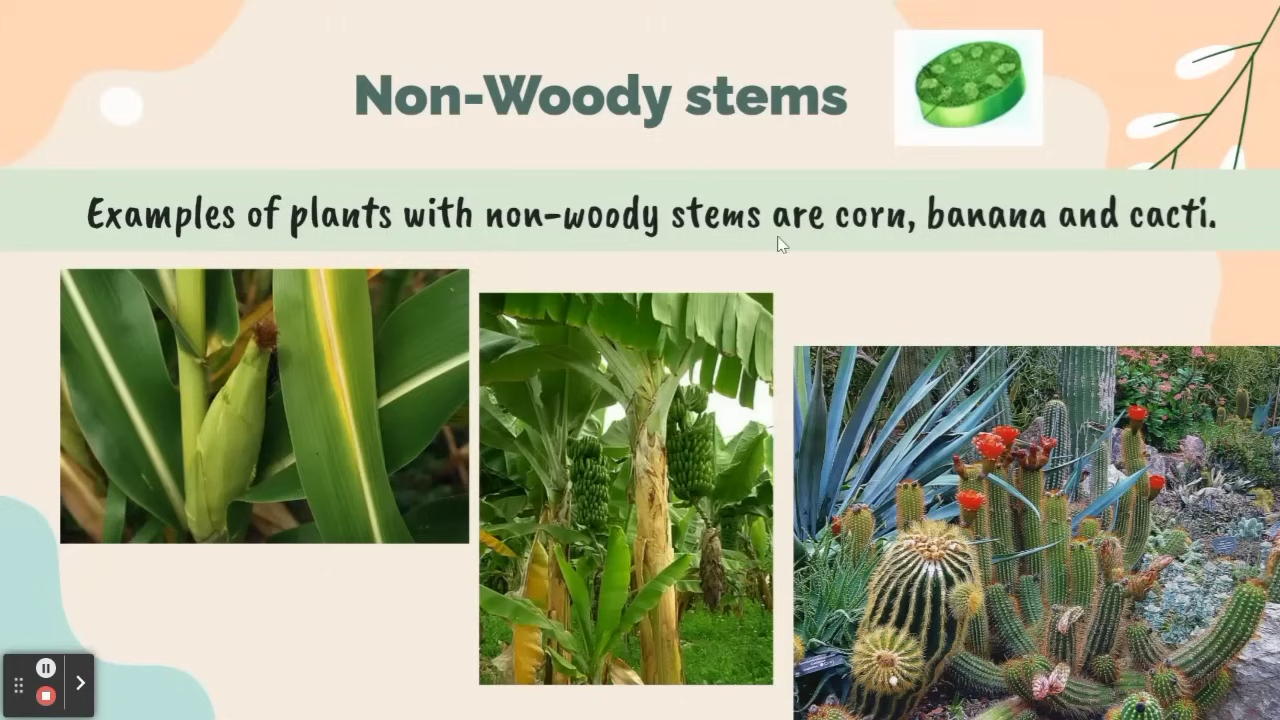 Non-Woody stems
Examples of plants with non-woody stems are corn, banana and cacti.